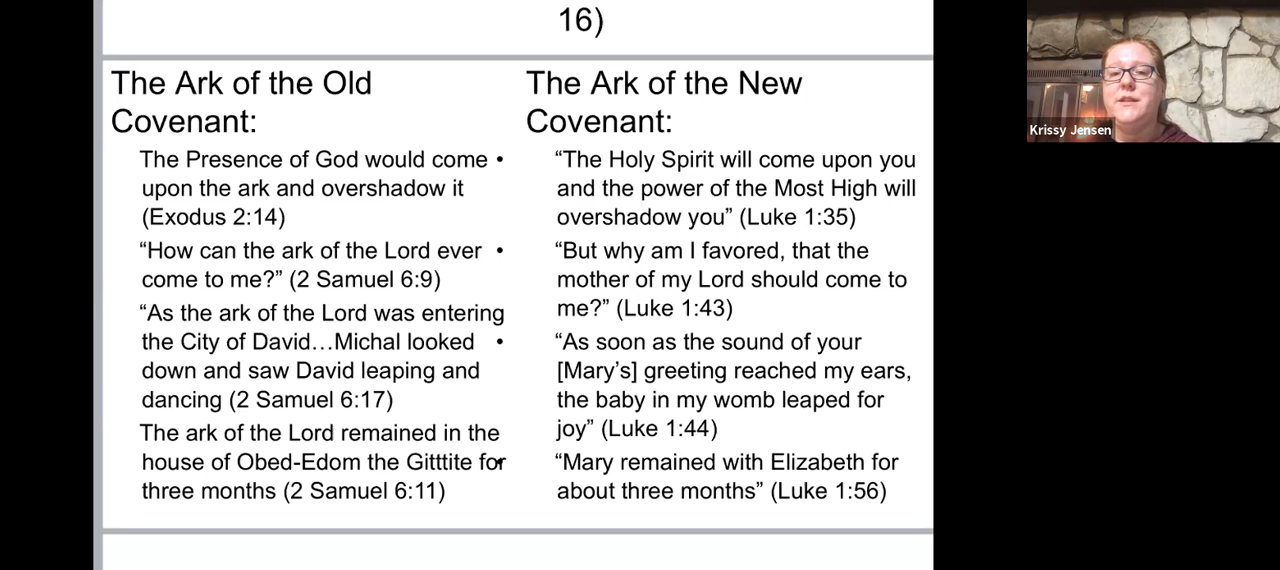 16)
The Ark of the Old
Covenant:
The Presence of God would come
upon the ark and overshadow it
(Exodus 2:14)
“How can the ark of the Lord ever
come to me?” (2 Samuel 6:9)
“As the ark of the Lord was entering
the City of David…Michal looked
down and saw David leaping and
dancing (2 Samuel 6:17)
The ark of the Lord remained in the
house of Obed-Edom the Gitttite for
three months (2 Samuel 6:11)
The Ark of the New
Covenant:
• “The Holy Spirit will come upon you
and the power of the Most High will
overshadow you” (Luke 1:35)
• “But why am I favored, that the
mother of my Lord should come to
me?” (Luke 1:43)
• “As soon as the sound of your
[Mary’s] greeting reached my ears,
the baby in my womb leaped for
joy” (Luke 1:44)
• “Mary remained with Elizabeth for
about three months” (Luke 1:56)
Krissy Jensen